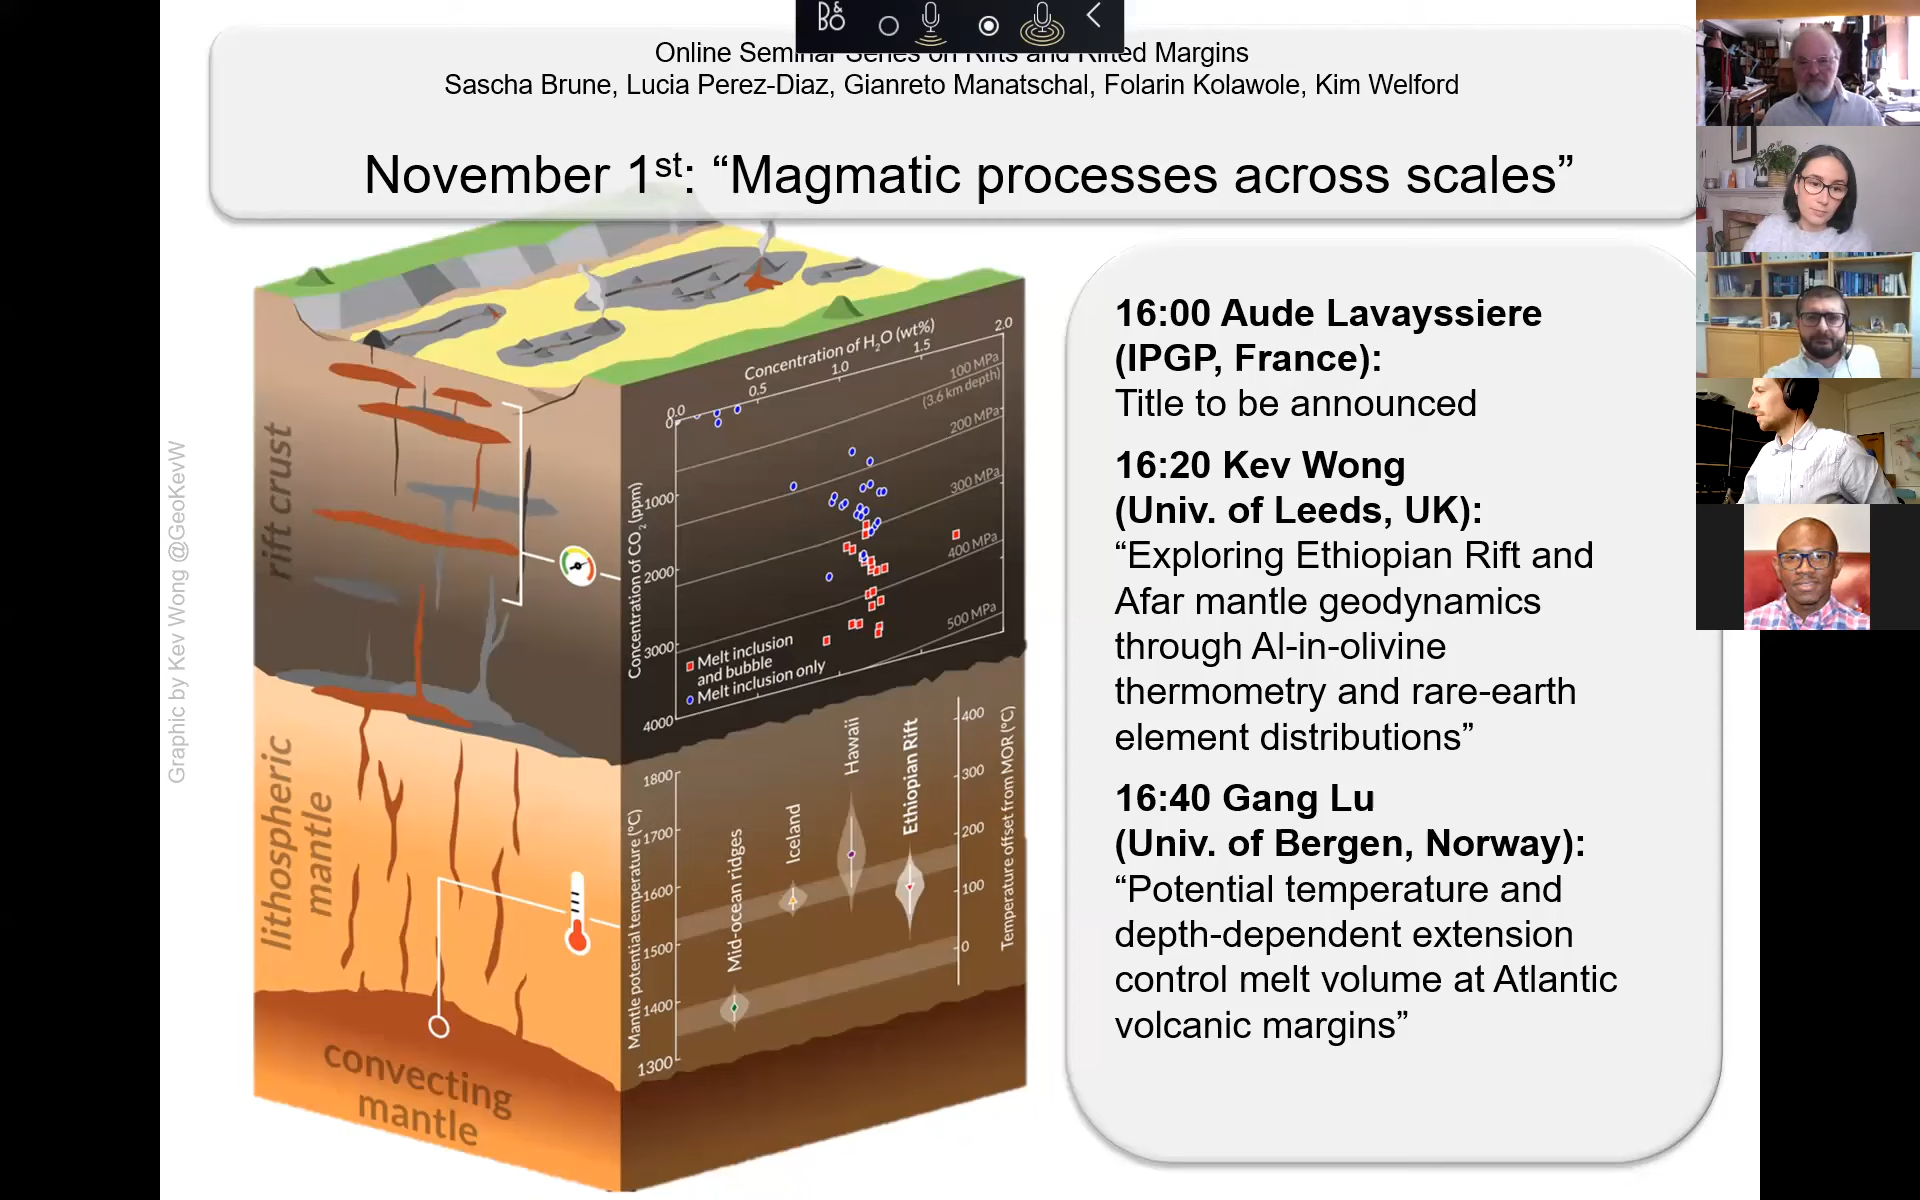 B&O
Online Seminar Series on Rifts and Rifted Margins
Sascha Brune, Lucia Perez-Diaz, Gianreto Manatschal, Folarin Kolawole, Kim Welford
November 1st: “Magmatic processes across scales”
16:00 Aude Lavayssiere
(IPGP, France):
Title to be announced
16:20 Kev Wong
(Univ. of Leeds, UK):
“Exploring Ethiopian Rift and
Afar mantle geodynamics
through Al-in-olivine
thermometry and rare-earth
element distributions”
16:40 Gang Lu
(Univ. of Bergen, Norway):
“Potential temperature and
depth-dependent extension
control melt volume at Atlantic
volcanic margins”
Graphic by Kev Wong @GeoKevW
rift crust
lithospheric
mantle
convecting
mantle
Concentration of H2O (wt%)
0.0
0.5
1.0
1.5
2.0
Concentration of CO2 (ppm)
0
1000
2000
3000
4000
100 MPa
(3.6 km depth)
200 MPa
300 MPa
400 MPa
500 MPa
Melt inclusion
and bubble
Melt inclusion only
Mantle potential temperature (°C)
1800
1700
1600
1500
1400
1300
Mid-ocean ridges
Iceland
Hawaii
Ethiopian Rift
400
300
200
100
0
Temperature offset from MOR (°C)